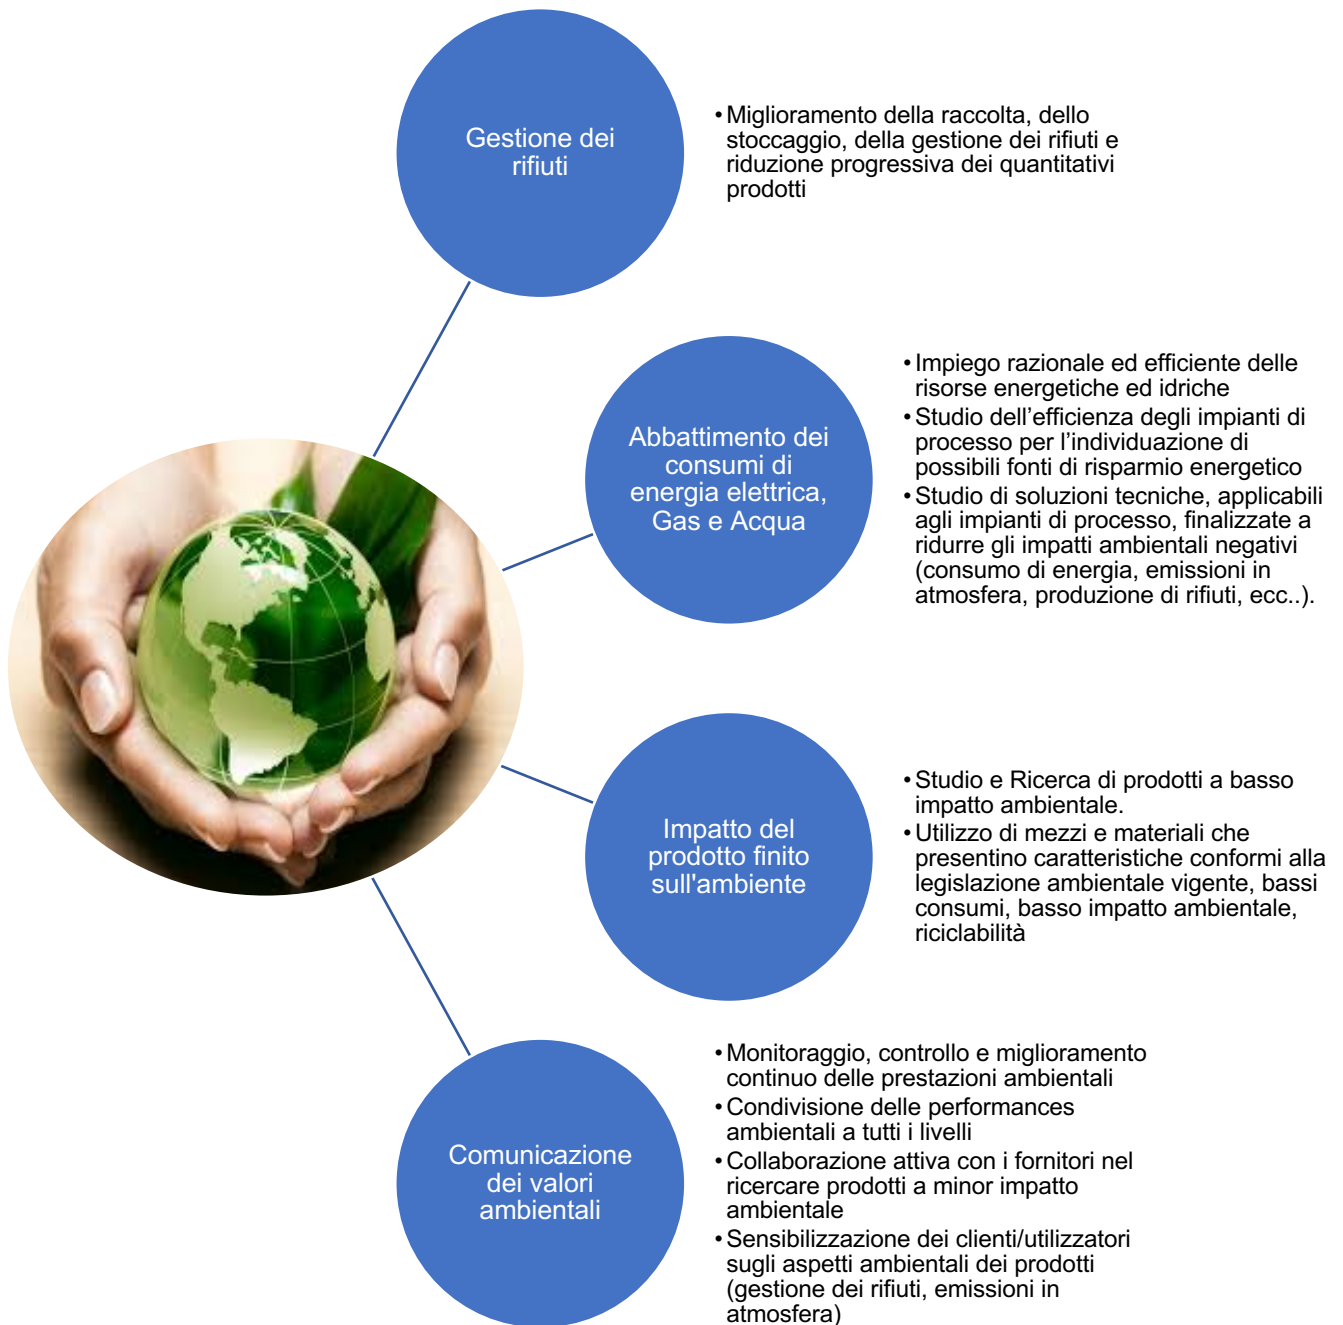 Gestione dei
rifiuti
• Miglioramento della raccolta, dello
stoccaggio, della gestione dei rifiuti e
riduzione progressiva dei quantitativi
prodotti
Abbattimento dei
consumi di
energia elettrica,
Gas e Acqua
• Impiego razionale ed efficiente delle
risorse energetiche ed idriche
• Studio dell’efficienza degli impianti di
processo per l’individuazione di
possibili fonti di risparmio energetico
• Studio di soluzioni tecniche, applicabili
agli impianti di processo, finalizzate a
ridurre gli impatti ambientali negativi
(consumo di energia, emissioni in
atmosfera, produzione di rifiuti, ecc..).
Impatto del
prodotto finito
sull'ambiente
• Studio e Ricerca di prodotti a basso
impatto ambientale.
• Utilizzo di mezzi e materiali che
presentino caratteristiche conformi alla
legislazione ambientale vigente, bassi
consumi, basso impatto ambientale,
riciclabilità
Comunicazione
dei valori
ambientali
• Monitoraggio, controllo e miglioramento
continuo delle prestazioni ambientali
• Condivisione delle performances
ambientali a tutti i livelli
• Collaborazione attiva con i fornitori nel
ricercare prodotti a minor impatto
ambientale
• Sensibilizzazione dei clienti/utilizzatori
sugli aspetti ambientali dei prodotti
(gestione dei rifiuti, emissioni in
atmosfera)